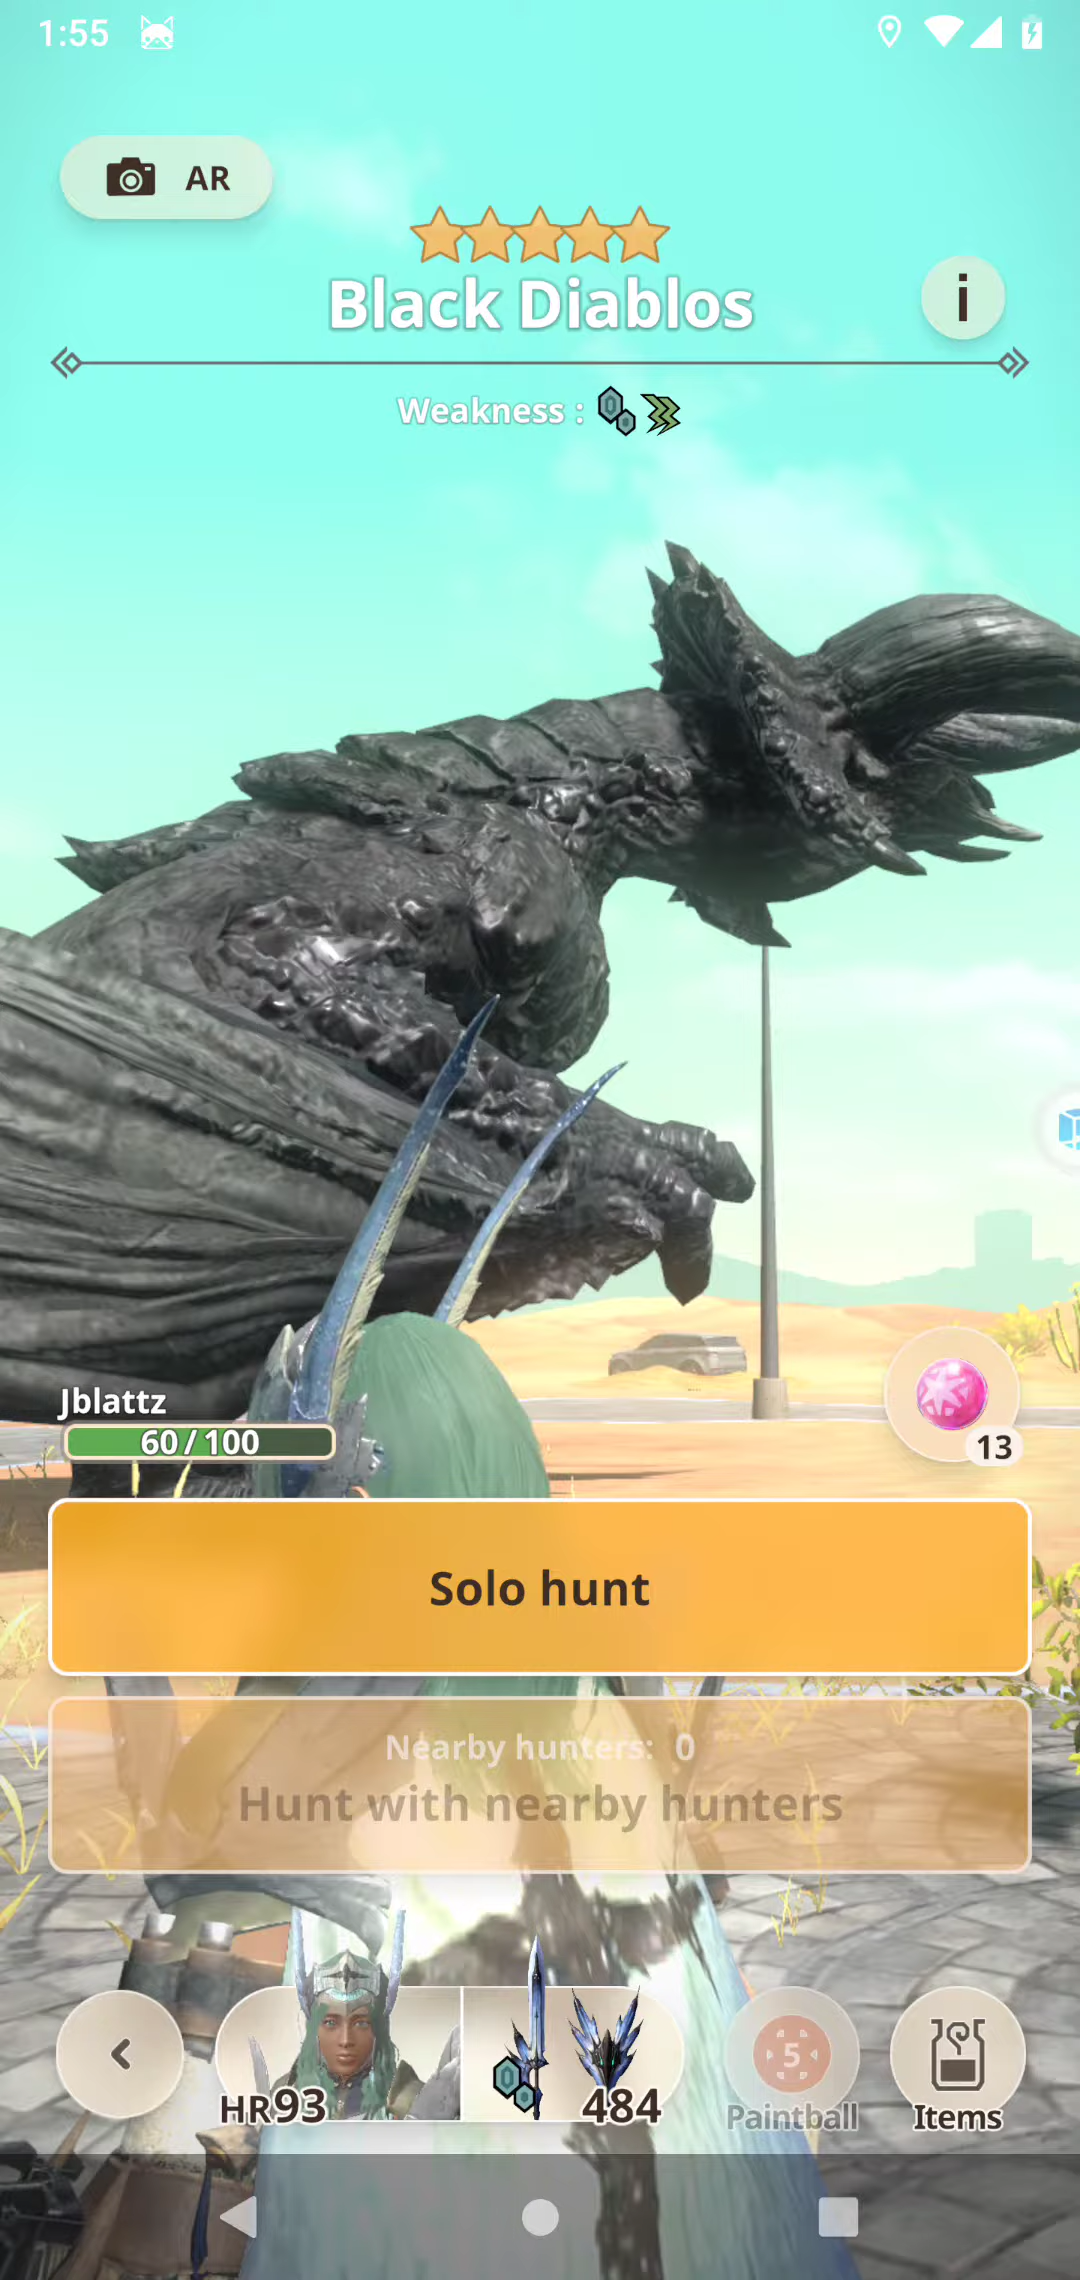 1:55
AR
Black Diablos
i
Weakness :
Jblattz
60/100
13
Solo hunt
Nearby hunters: 0
Hunt with nearby hunters
HR93
484
5
Paintball
Items